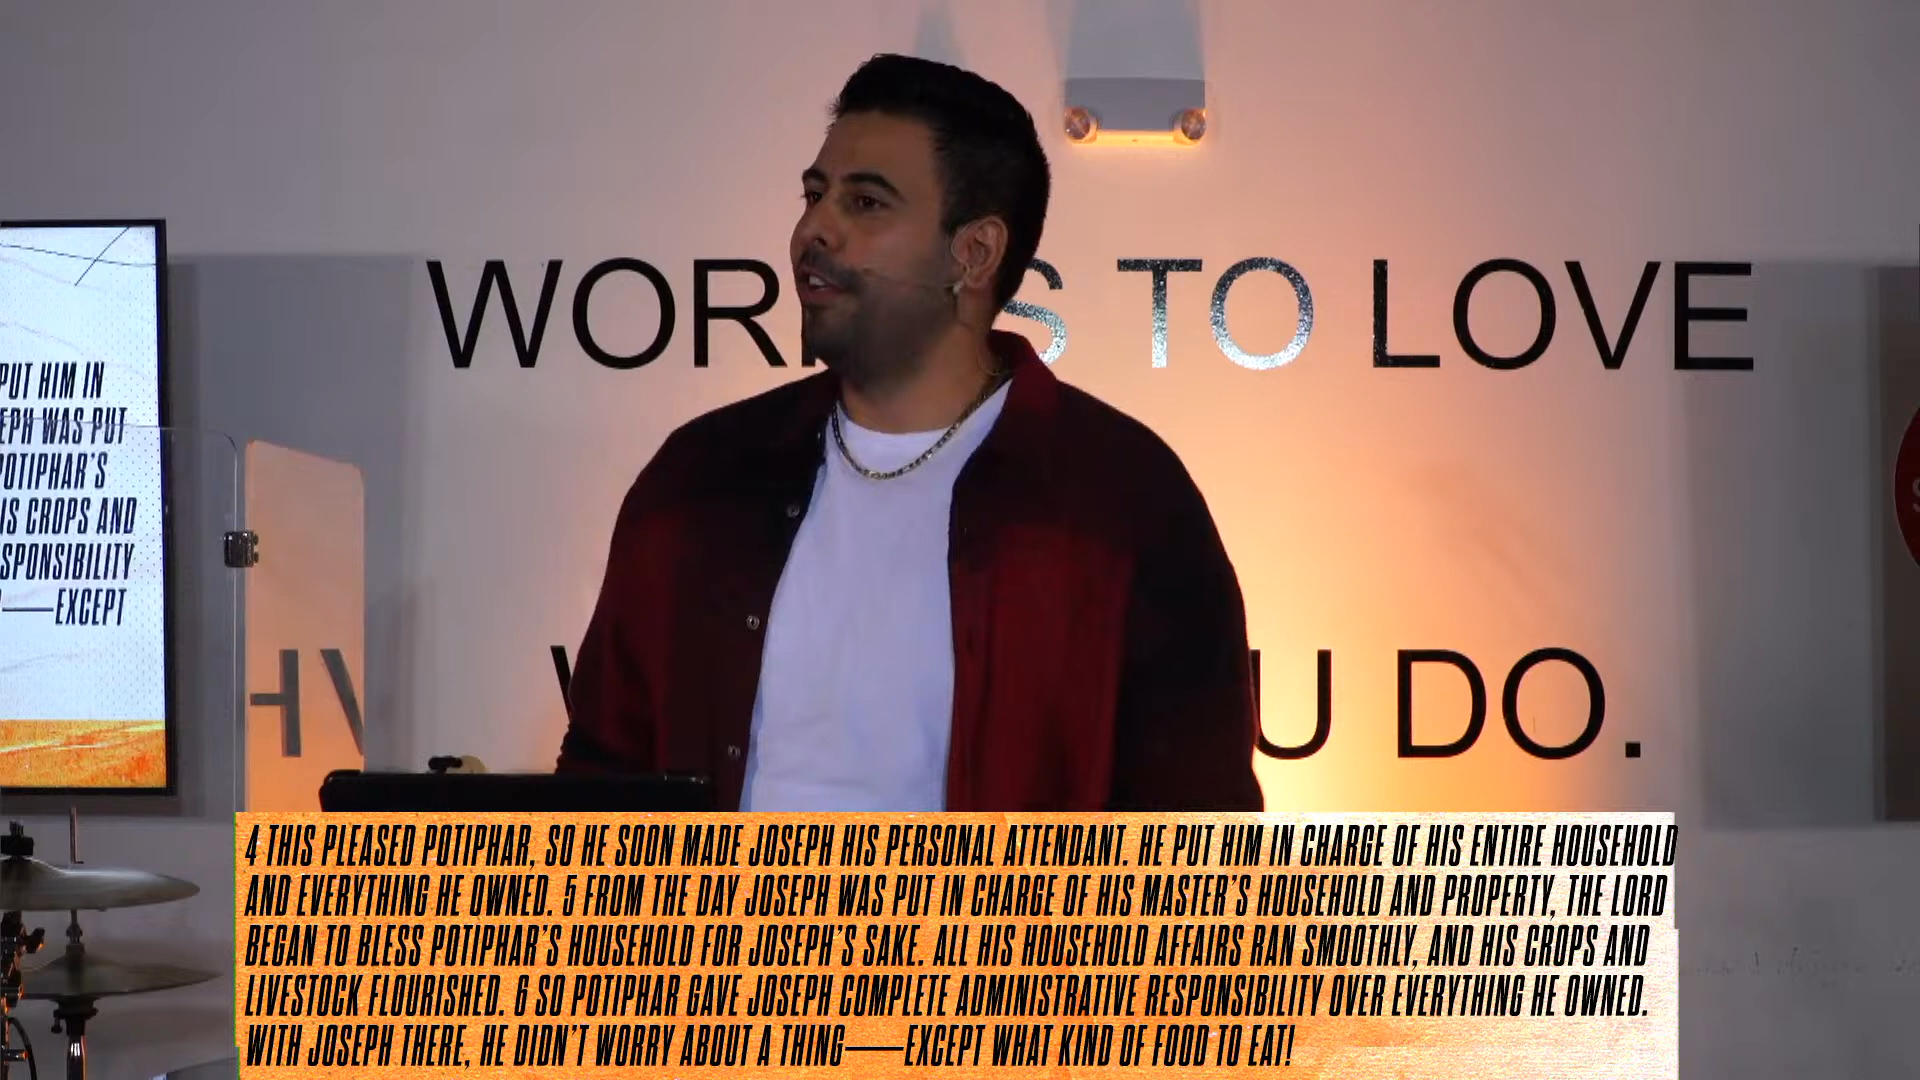 WOR S TO LOVE
U DO.
PUT HIM IN
EPH WAS PUT
POTIPHAR'S
IS CROPS AND
SPONSIBILITY
——EXCEPT
4 THIS PLEASED POTIPHAR, SO HE SOON MADE JOSEPH HIS PERSONAL ATTENDANT. HE PUT HIM IN CHARGE OF HIS ENTIRE HOUSEHOLD
AND EVERYTHING HE OWNED. 5 FROM THE DAY JOSEPH WAS PUT IN CHARGE OF HIS MASTER'S HOUSEHOLD AND PROPERTY, THE LORD
BEGAN TO BLESS POTIPHAR'S HOUSEHOLD FOR JOSEPH'S SAKE. ALL HIS HOUSEHOLD AFFAIRS RAN SMOOTHLY, AND HIS CROPS AND
LIVESTOCK FLOURISHED. 6 SO POTIPHAR GAVE JOSEPH COMPLETE ADMINISTRATIVE RESPONSIBILITY OVER EVERYTHING HE OWNED.
WITH JOSEPH THERE, HE DIDN'T WORRY ABOUT A THING——EXCEPT WHAT KIND OF FOOD TO EAT!